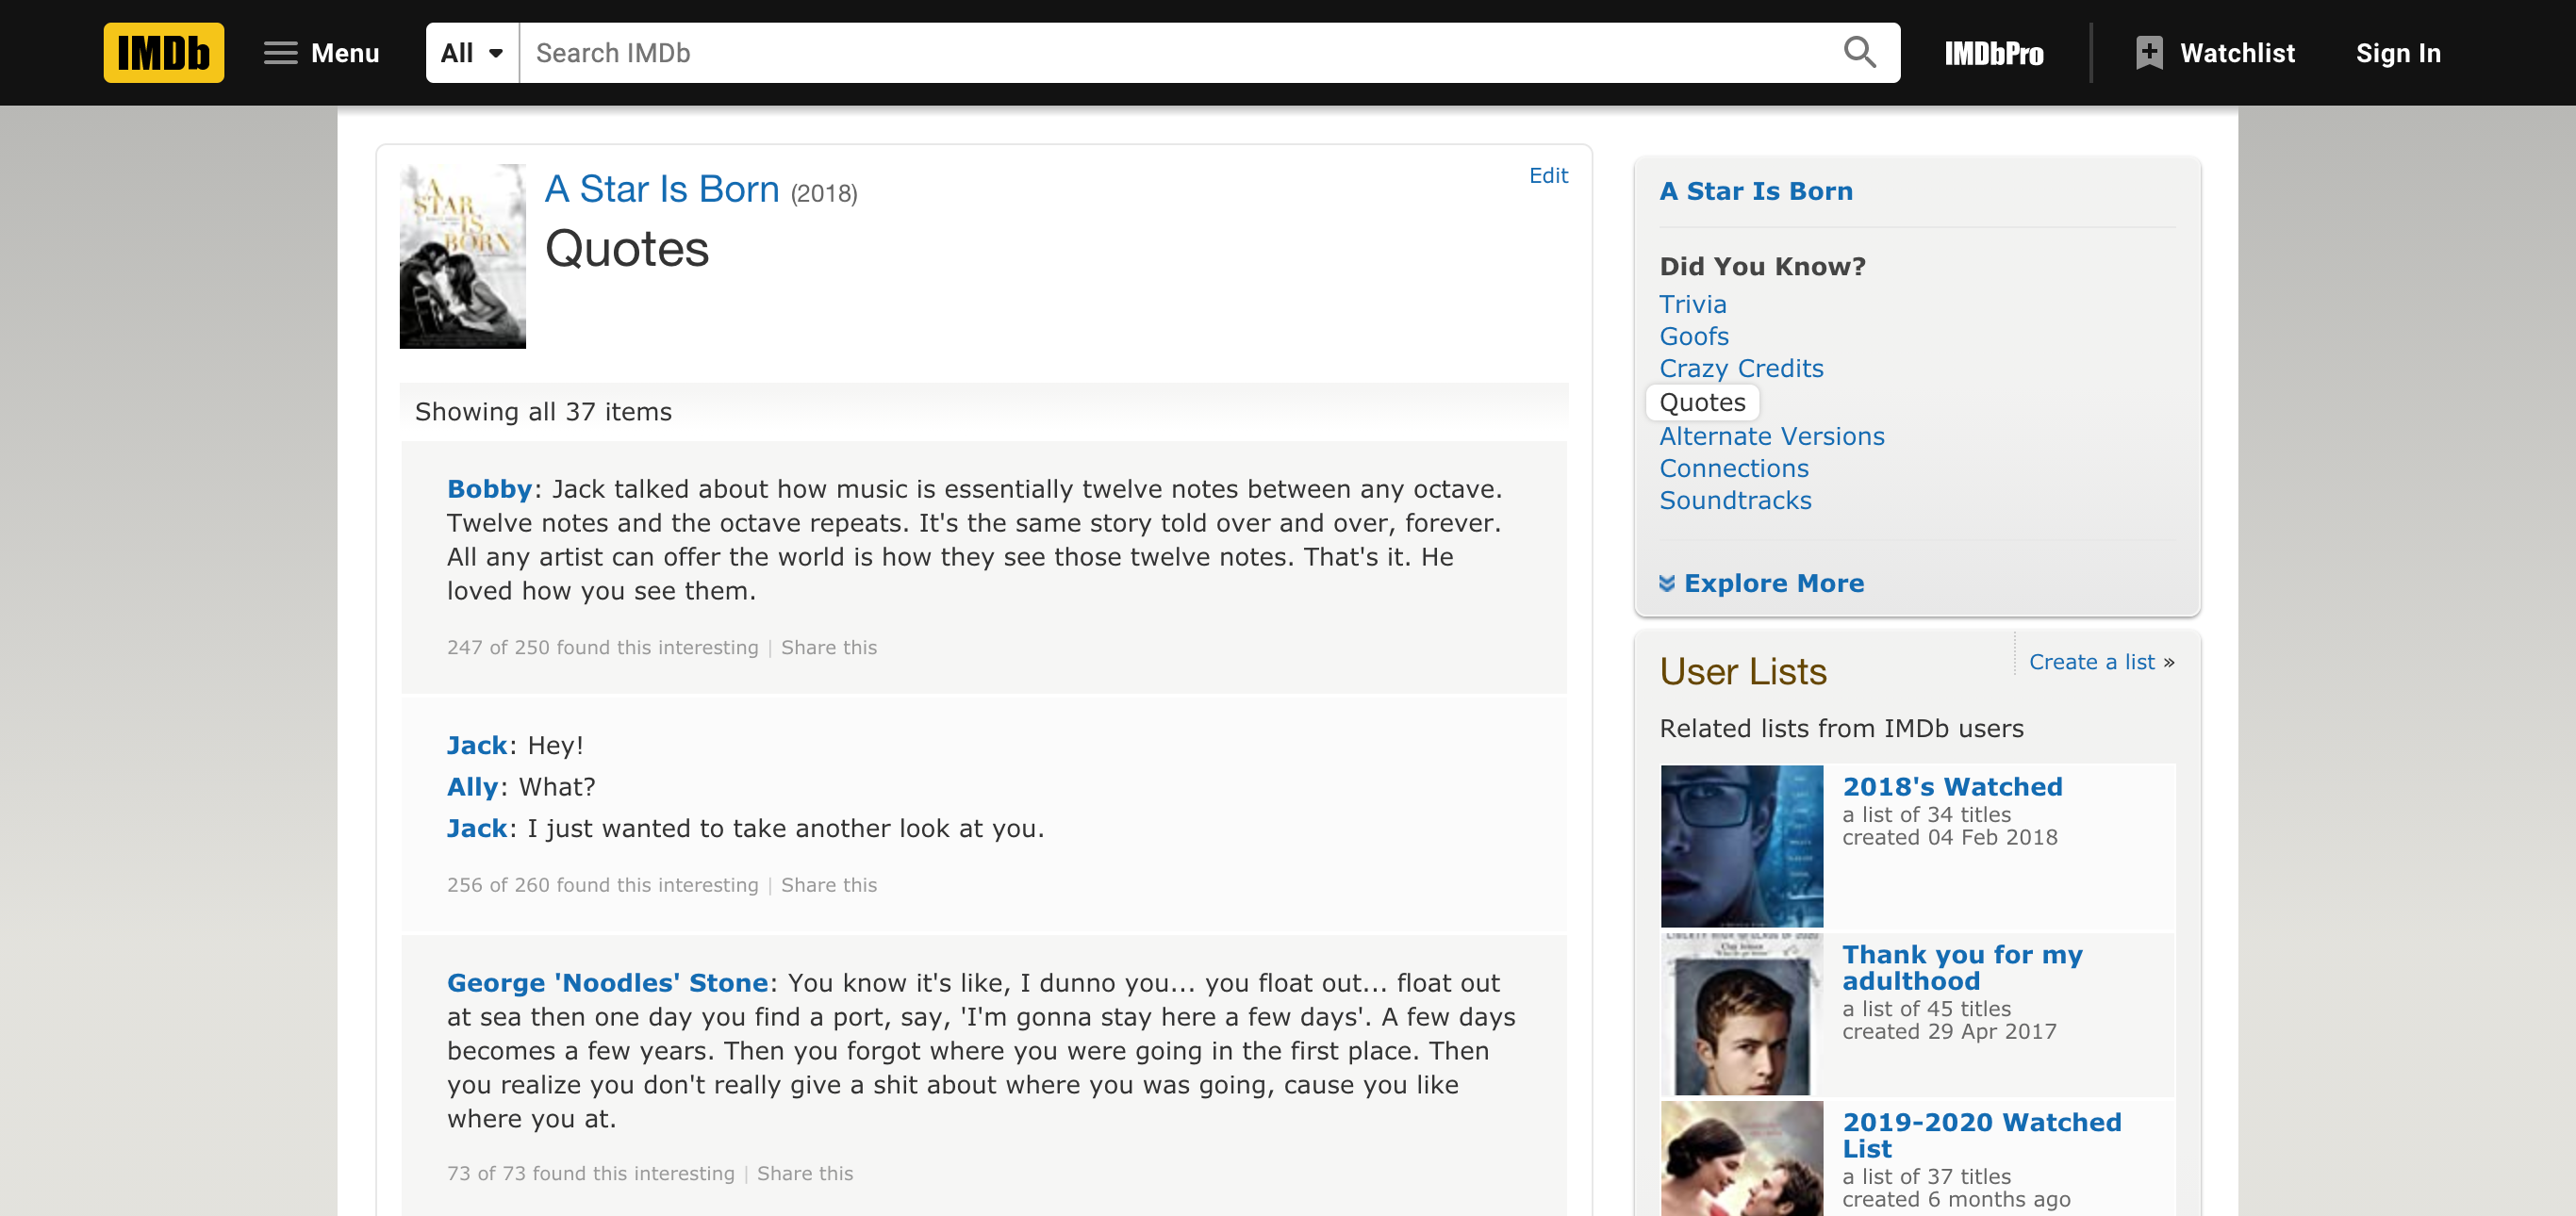 IMDb
Menu
All
Search IMDb
IMDbPro
Watchlist
Sign In
A
STAR
IS
BORN
A Star Is Born (2018)
Quotes
Edit
Showing all 37 items
Bobby: Jack talked about how music is essentially twelve notes between any octave.
Twelve notes and the octave repeats. It's the same story told over and over, forever.
All any artist can offer the world is how they see those twelve notes. That's it. He
loved how you see them.
247 of 250 found this interesting | Share this
Jack: Hey!
Ally: What?
Jack: I just wanted to take another look at you.
256 of 260 found this interesting | Share this
George 'Noodles' Stone: You know it's like, I dunno you... you float out... float out
at sea then one day you find a port, say, 'I'm gonna stay here a few days'. A few days
becomes a few years. Then you forgot where you were going in the first place. Then
you realize you don't really give a shit about where you was going, cause you like
where you at.
73 of 73 found this interesting | Share this
A Star Is Born
Did You Know?
Trivia
Goofs
Crazy Credits
Quotes
Alternate Versions
Connections
Soundtracks
Explore More
User Lists
Create a list »
Related lists from IMDb users
2018's Watched
a list of 34 titles
created 04 Feb 2018
Thank you for my
adulthood
a list of 45 titles
created 29 Apr 2017
2019-2020 Watched
List
a list of 37 titles
created 6 months ago